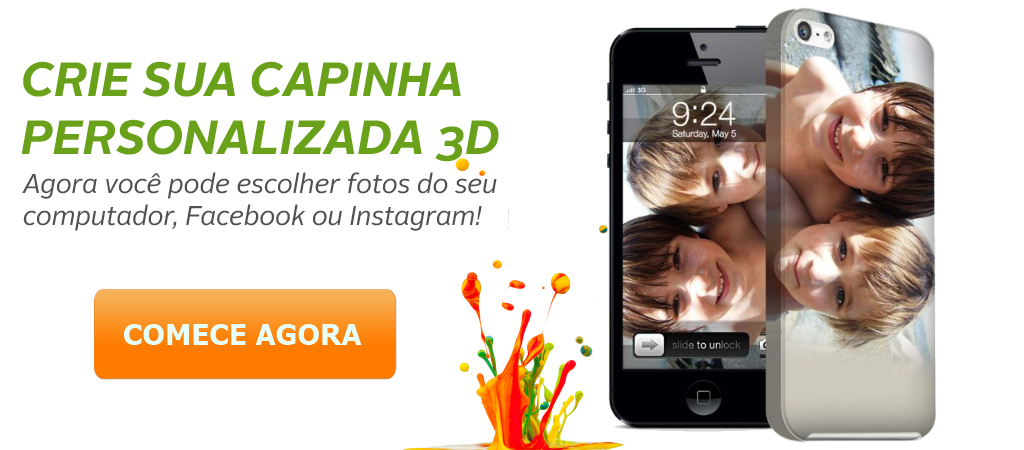 CRIE SUA CAPINHA
PERSONALIZADA 3D
Agora você pode escolher fotos do seu
computador, Facebook ou Instagram!
COMECE AGORA
3G
9:24
Saturday, May 5
slide to unlock